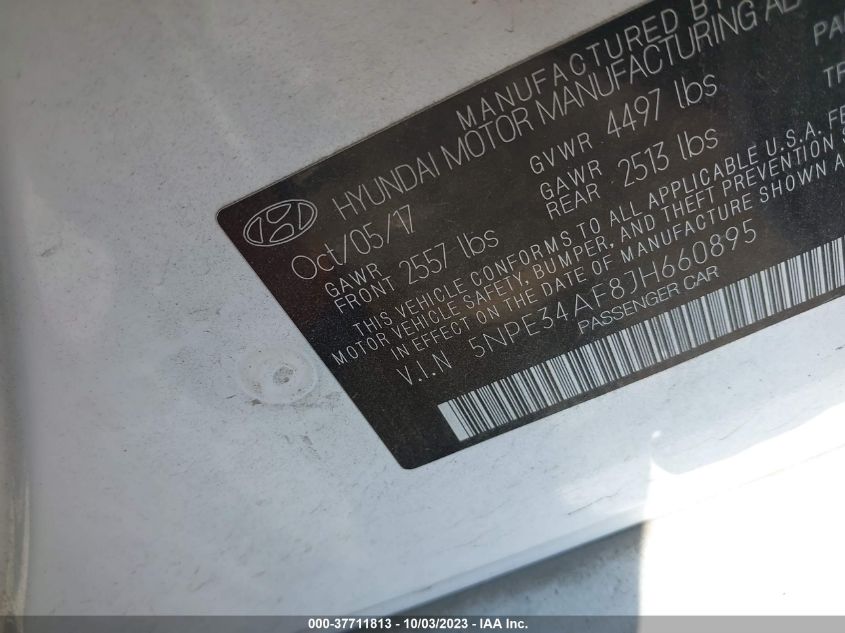 MANUFACTURED BY
HYUNDAI MOTOR MANUFACTURING
Oct/05/17
GVWR 4497 lbs
GAWR FRONT 2557 lbs
GAWR REAR 2513 lbs
THIS VEHICLE CONFORMS TO ALL APPLICABLE U.S.A.
MOTOR VEHICLE SAFETY, BUMPER, AND THEFT PREVENTION
IN EFFECT ON THE DATE OF MANUFACTURE SHOWN
V.I.N 5NPE34AF8JH660895
PASSENGER CAR
000-37711813 - 10/03/2023 - IAA Inc.